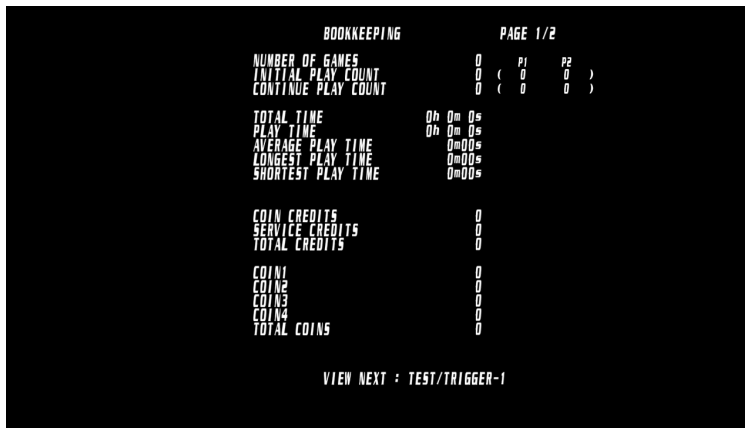 BOOKKEEPING PAGE 1/2
P1 P2
NUMBER OF GAMES 0
INITIAL PLAY COUNT 0 ( 0 0 )
CONTINUE PLAY COUNT 0 ( 0 0 )
TOTAL TIME 0h 0m 0s
PLAY TIME 0h 0m 0s
AVERAGE PLAY TIME 0m00s
LONGEST PLAY TIME 0m00s
SHORTEST PLAY TIME 0m00s
COIN CREDITS 0
SERVICE CREDITS 0
TOTAL CREDITS 0
COIN1 0
COIN2 0
COIN3 0
COIN4 0
TOTAL COINS 0
VIEW NEXT : TEST/TRIGGER-1